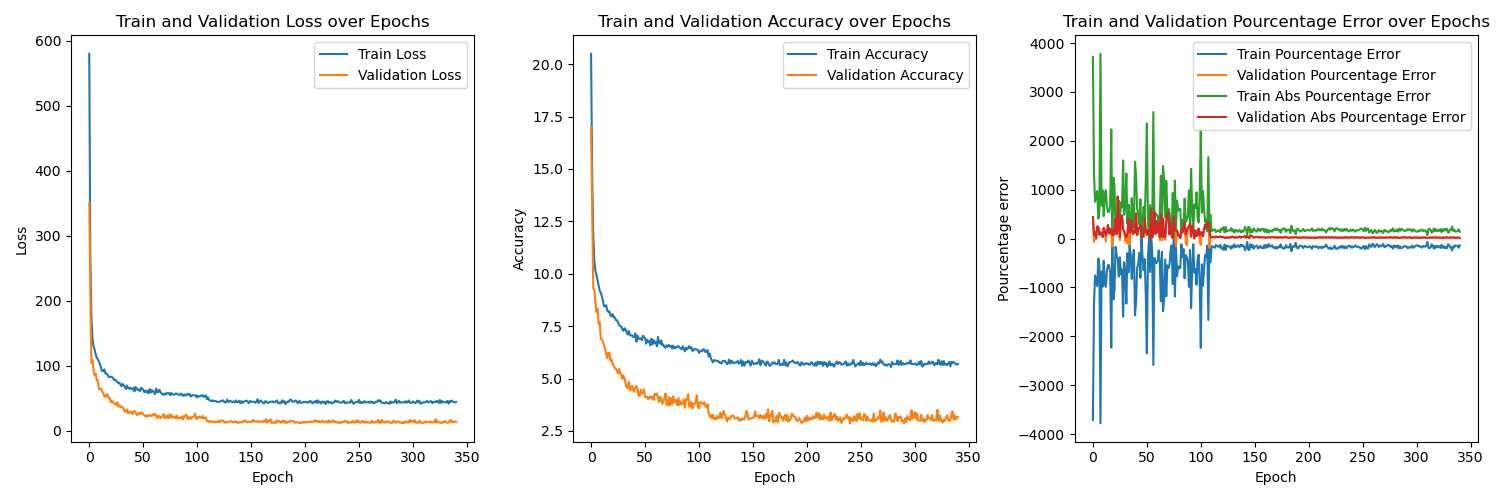 Train and Validation Loss over Epochs
Train Loss
Validation Loss
600
500
400
300
200
100
0
Loss
0 50 100 150 200 250 300 350
Epoch
Train and Validation Accuracy over Epochs
Train Accuracy
Validation Accuracy
20.0
17.5
15.0
12.5
10.0
7.5
5.0
2.5
Accuracy
0 50 100 150 200 250 300 350
Epoch
Train and Validation Pourcentage Error over Epochs
Train Pourcentage Error
Validation Pourcentage Error
Train Abs Pourcentage Error
Validation Abs Pourcentage Error
4000
3000
2000
1000
0
−1000
−2000
−3000
−4000
Pourcentage error
0 50 100 150 200 250 300 350
Epoch